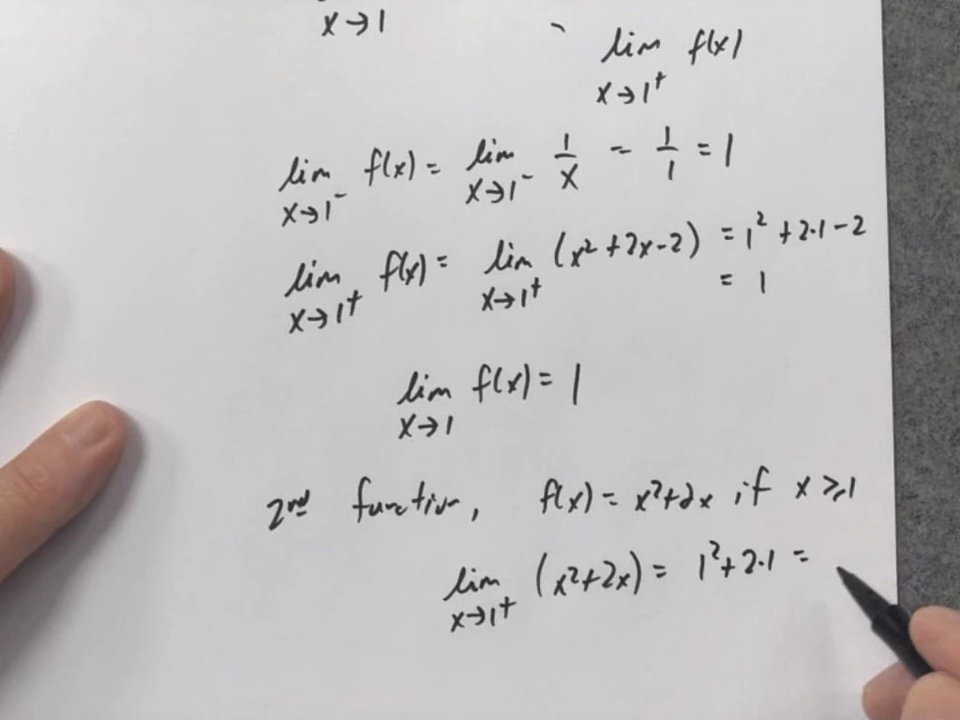 x→1
lim f(x)
x→1⁺
lim f(x) = lim 1/x = 1/1 = 1
x→1⁻ x→1⁻
lim f(x) = lim (x²+2x-2) = 1²+2·1-2
x→1⁺ x→1⁺ = 1
lim f(x) = 1
x→1
2nd function, f(x) = x²+2x if x ≥ 1
lim (x²+2x) = 1²+2·1 =
x→1⁺